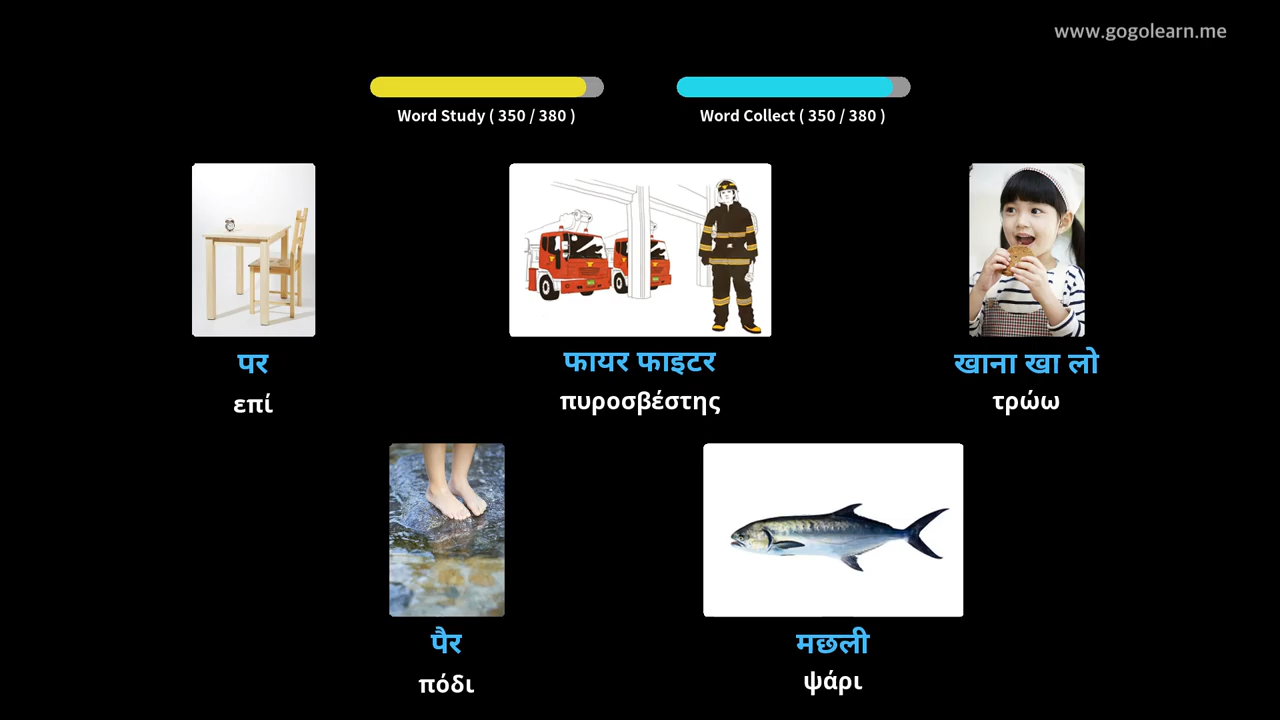 www.gogolearn.me
Word Study ( 350 / 380 )
Word Collect ( 350 / 380 )
पर
επί
फायर फाइटर
πυροσβέστης
खाना खा लो
τρώω
पैर
πόδι
मछली
ψάρι